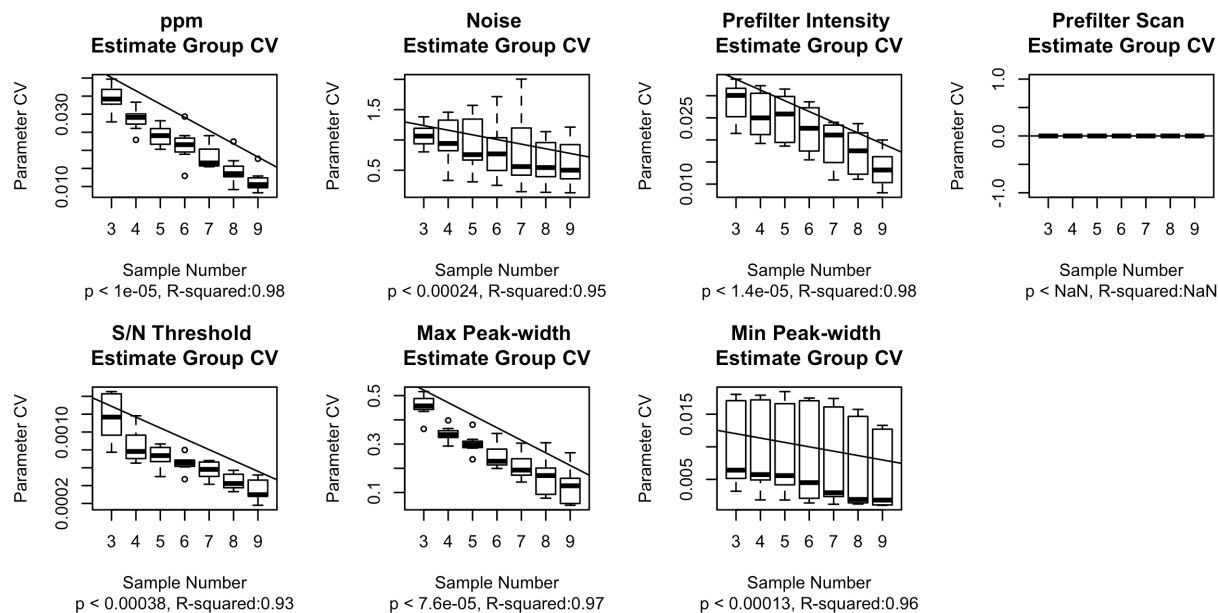 ppm
Estimate Group CV
Parameter CV
0.030
0.010
3 4 5 6 7 8 9
Sample Number
p < 1e-05, R-squared:0.98
Noise
Estimate Group CV
Parameter CV
1.5
0.5
3 4 5 6 7 8 9
Sample Number
p < 0.00024, R-squared:0.95
Prefilter Intensity
Estimate Group CV
Parameter CV
0.025
0.010
3 4 5 6 7 8 9
Sample Number
p < 1.4e-05, R-squared:0.98
Prefilter Scan
Estimate Group CV
Parameter CV
1.0
0.0
-1.0
3 4 5 6 7 8 9
Sample Number
p < NaN, R-squared:NaN
S/N Threshold
Estimate Group CV
Parameter CV
0.0010
0.0002
3 4 5 6 7 8 9
Sample Number
p < 0.00038, R-squared:0.93
Max Peak-width
Estimate Group CV
Parameter CV
0.5
0.3
0.1
3 4 5 6 7 8 9
Sample Number
p < 7.6e-05, R-squared:0.97
Min Peak-width
Estimate Group CV
Parameter CV
0.015
0.005
3 4 5 6 7 8 9
Sample Number
p < 0.00013, R-squared:0.96